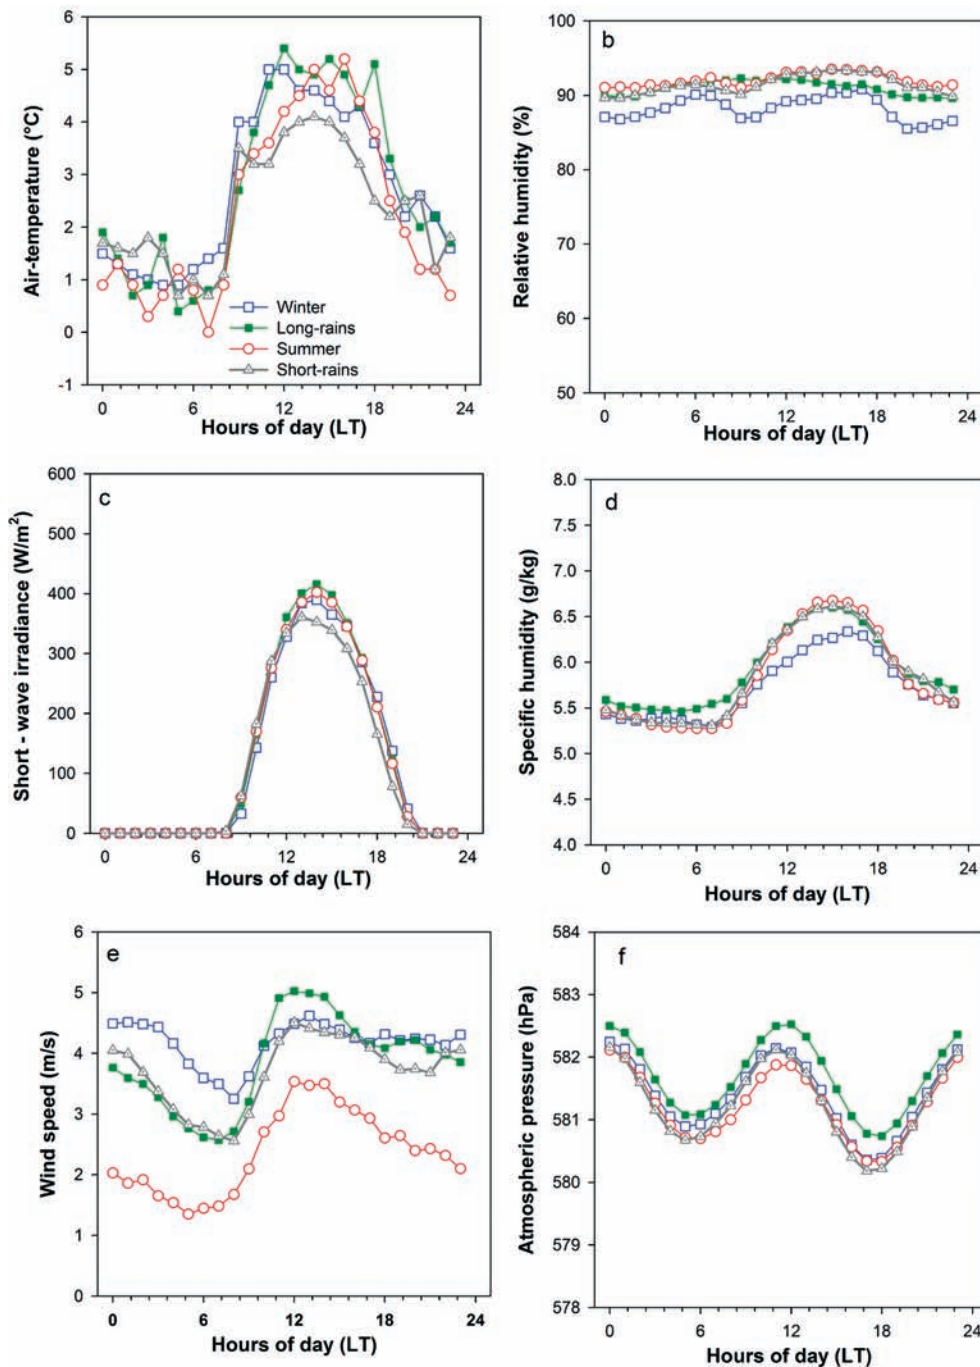 6
5
4
3
2
1
0
-1
Air-temperature (°C)
Winter
Long-rains
Summer
Short-rains
0 6 12 18 24
Hours of day (LT)
b
100
90
80
70
60
50
Relative humidity (%)
0 6 12 18 24
Hours of day (LT)
c
600
500
400
300
200
100
0
Short - wave irradiance (W/m²)
0 6 12 18 24
Hours of day (LT)
d
8.0
7.0
6.5
6.0
5.5
5.0
4.5
4.0
Specific humidity (g/kg)
0 6 12 18 24
Hours of day (LT)
e
6
5
4
3
2
1
0
Wind speed (m/s)
0 6 12 18 24
Hours of day (LT)
f
584
583
582
581
580
579
578
Atmospheric pressure (hPa)
0 6 12 18 24
Hours of day (LT)